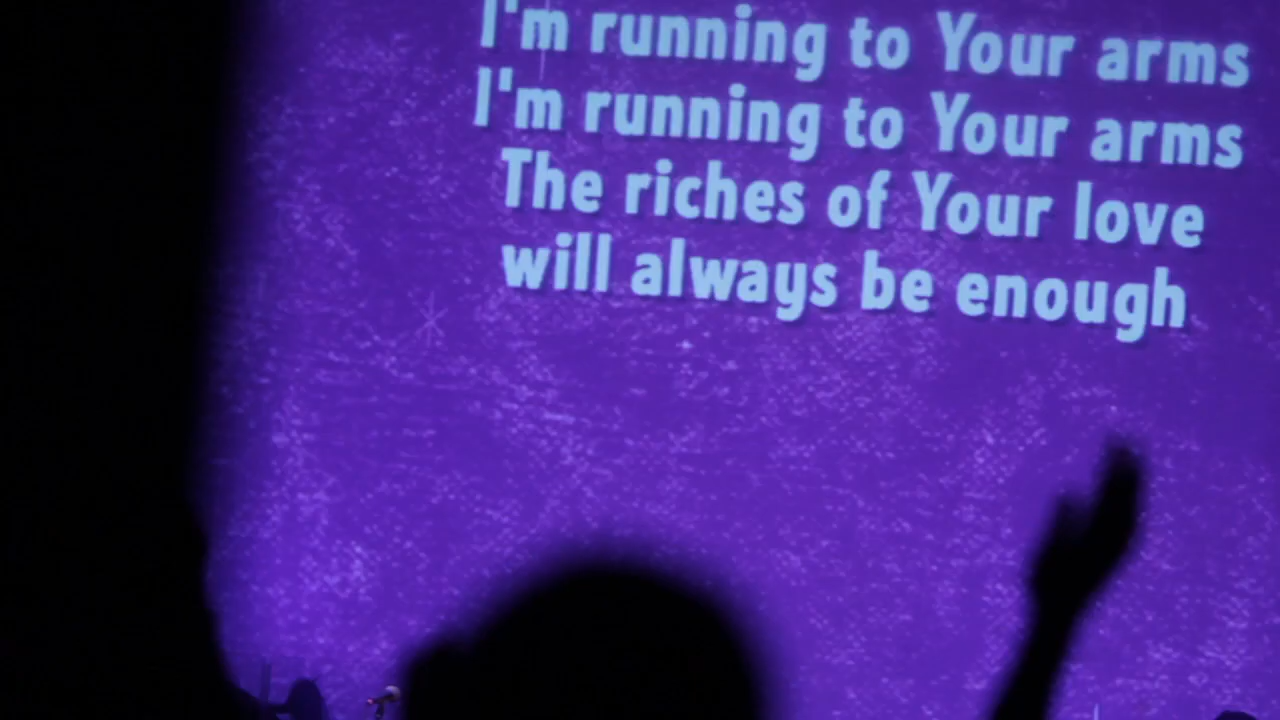 I'm running to Your arms
I'm running to Your arms
The riches of Your love
will always be enough